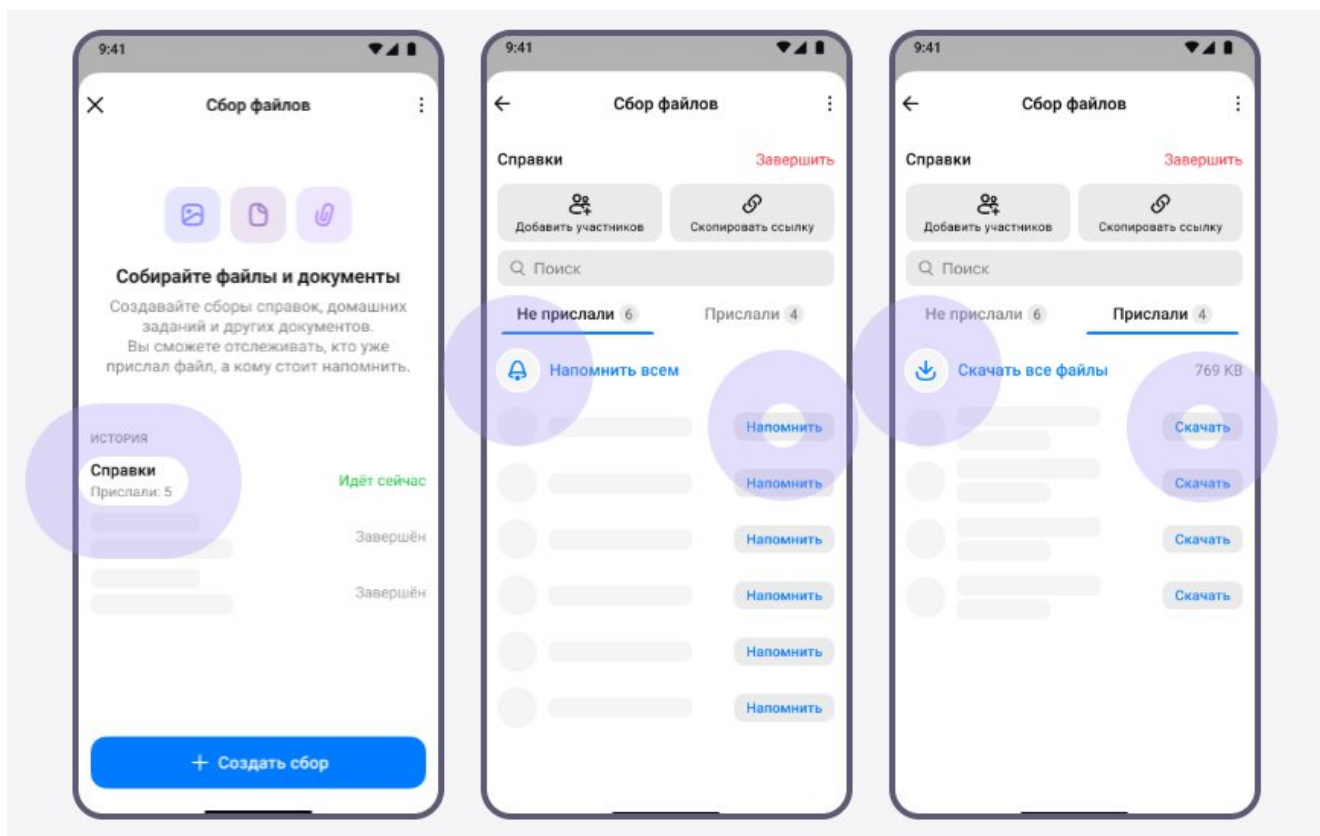 9:41
Сбор файлов
Собирайте файлы и документы
Создавайте сборы справок, домашних
заданий и других документов.
Вы сможете отслеживать, кто уже
прислал файл, а кому стоит напомнить.
ИСТОРИЯ
Справки
Идёт сейчас
Прислали: 5
Завершён
Завершён
+ Создать сбор
9:41
Сбор файлов
Справки
Завершить
Добавить участников
Скопировать ссылку
Поиск
Не прислали 6
Прислали 4
Напомнить всем
Напомнить
Напомнить
Напомнить
Напомнить
Напомнить
Напомнить
9:41
Сбор файлов
Справки
Завершить
Добавить участников
Скопировать ссылку
Поиск
Не прислали 6
Прислали 4
Скачать все файлы
769 KB
Скачать
Скачать
Скачать
Скачать